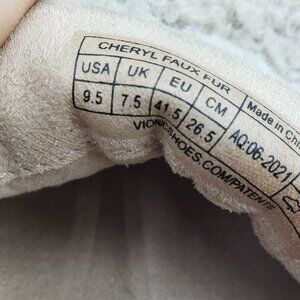 CHERYL FAUX FUR
USA UK EU CM
9.5 7.5 41.5 26.5
VIONICSHOES.COM/PATENTS
Made in Chi
AQ:06-2021